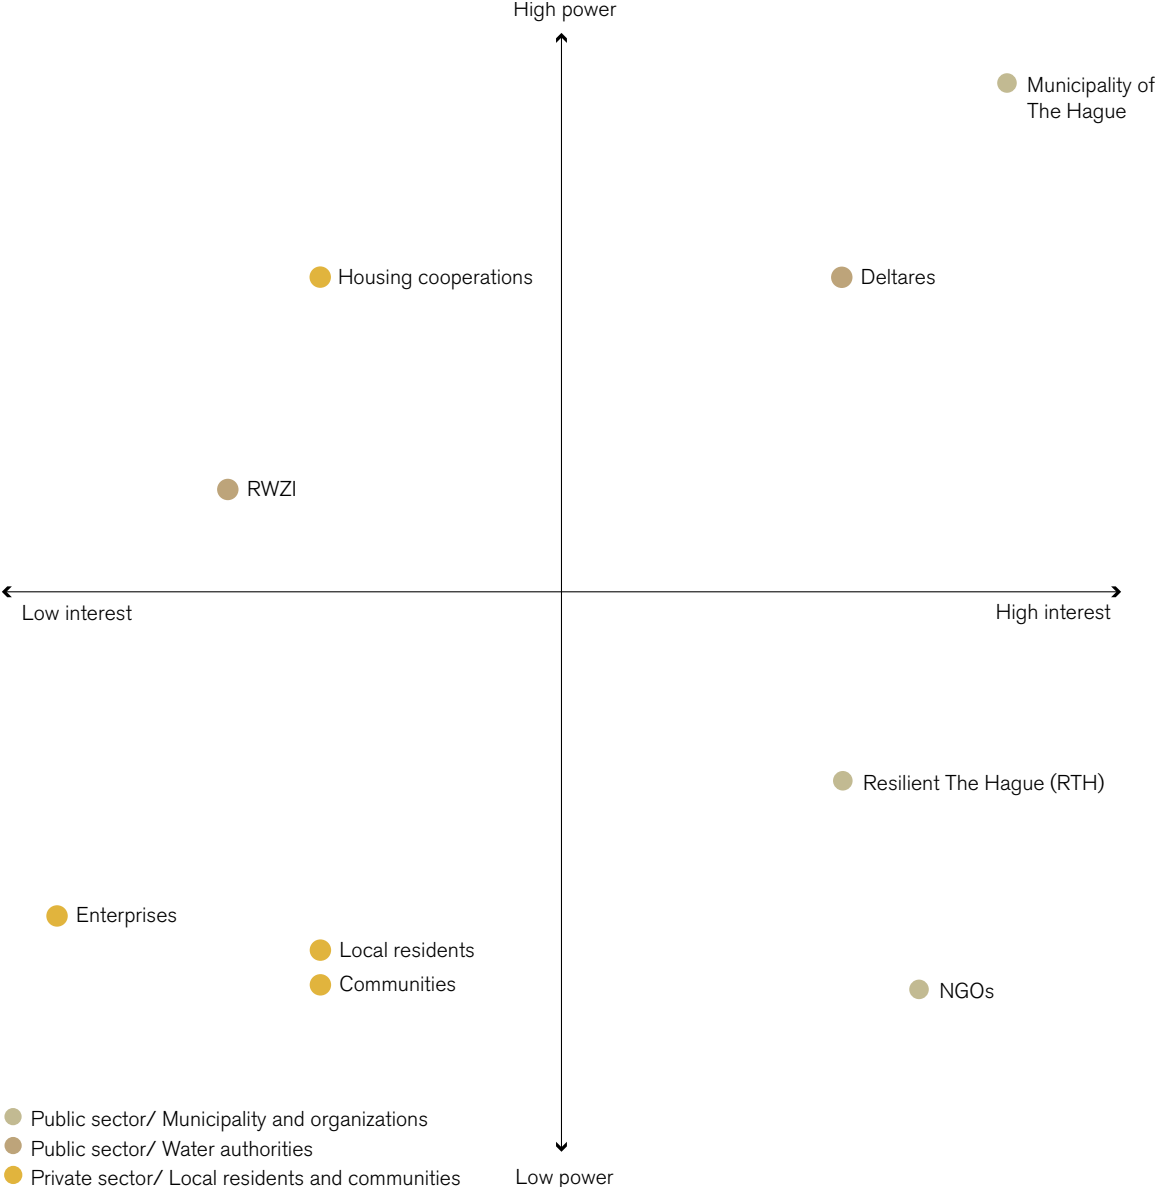 High power
Municipality of
The Hague
Housing cooperations
Deltares
RWZI
Low interest
High interest
Resilient The Hague (RTH)
Enterprises
Local residents
Communities
NGOs
Public sector/ Municipality and organizations
Public sector/ Water authorities
Private sector/ Local residents and communities
Low power